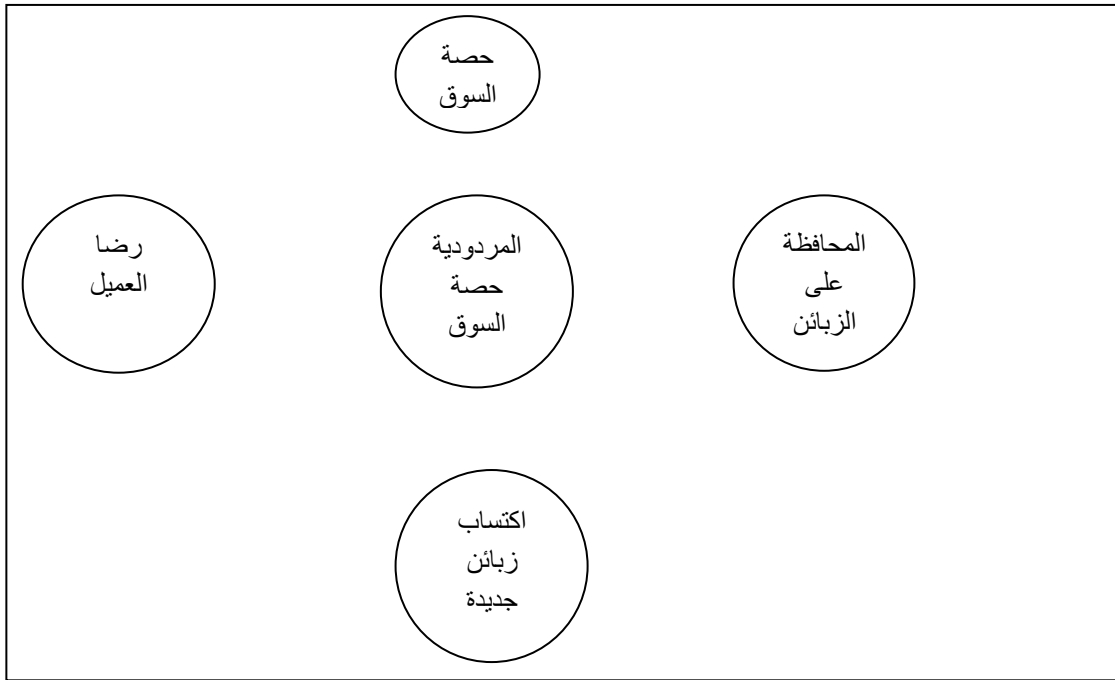 حصة
السوق
المحافظة
على
الزبائن
المردودية
حصة
السوق
رضا
العميل
اكتساب
زبائن
جديدة